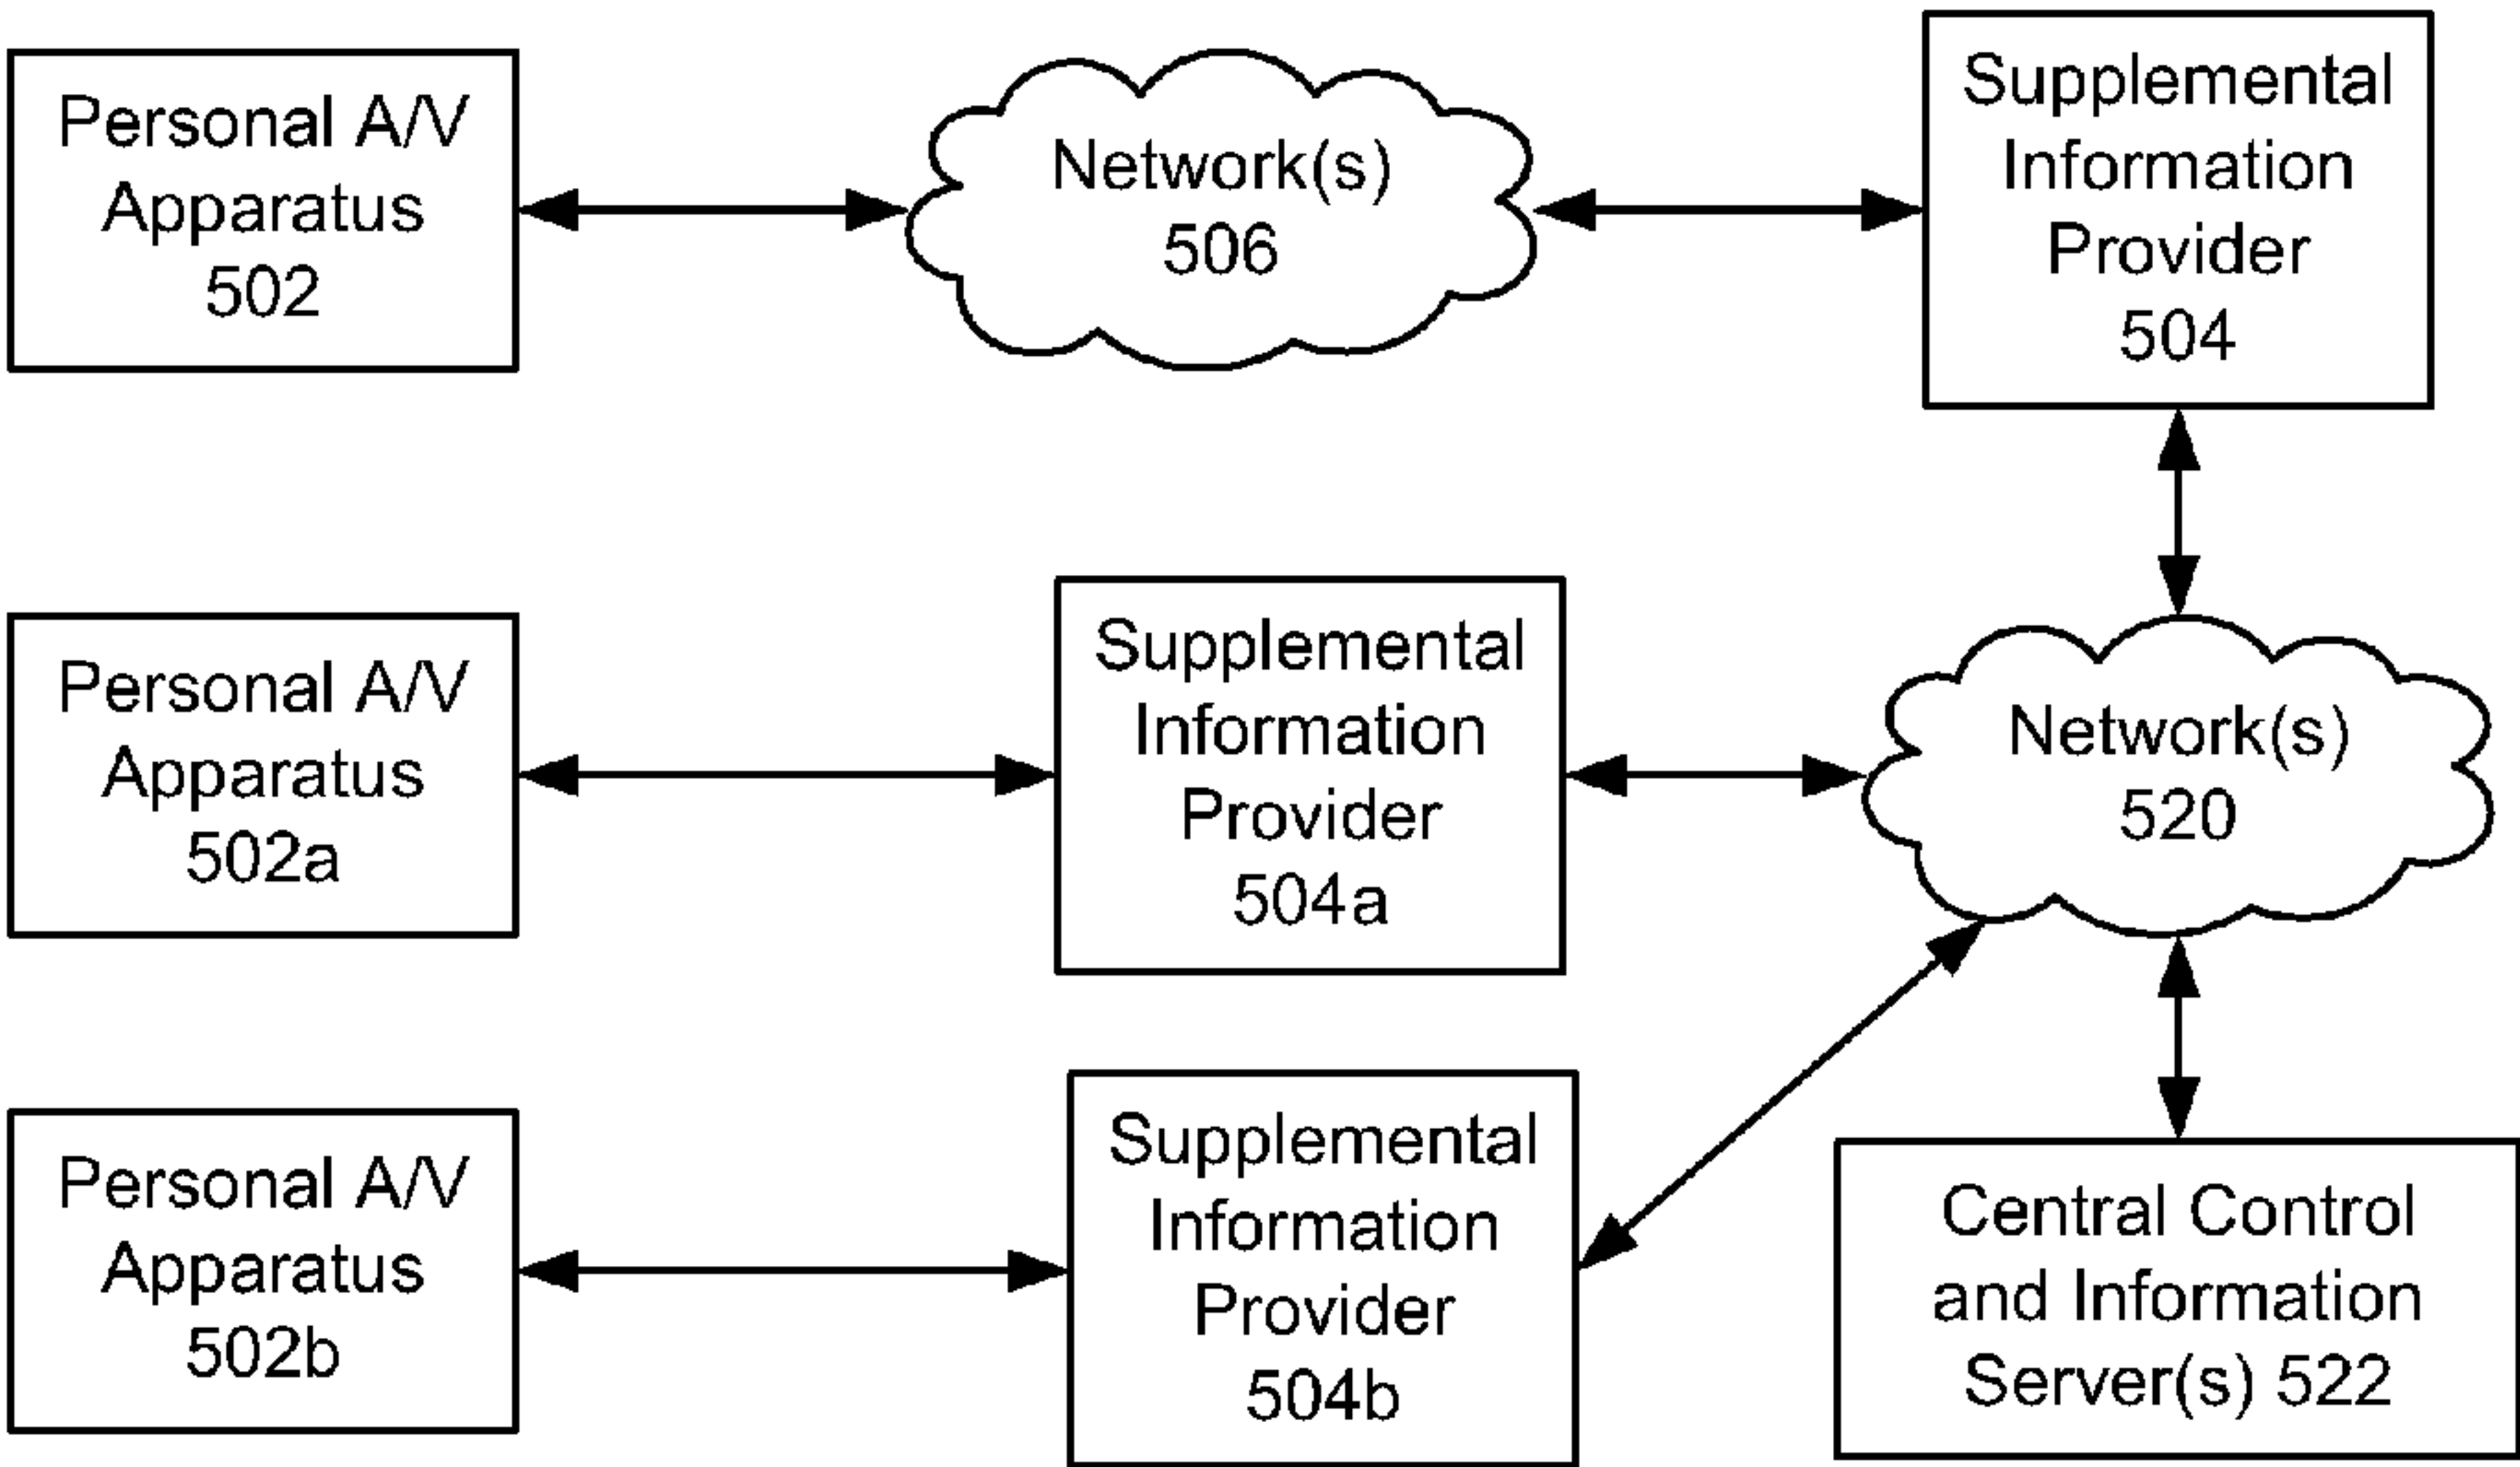 Personal A/V
Apparatus
502
Network(s)
506
Supplemental
Information
Provider
504
Personal A/V
Apparatus
502a
Supplemental
Information
Provider
504a
Network(s)
520
Personal A/V
Apparatus
502b
Supplemental
Information
Provider
504b
Central Control
and Information
Server(s) 522